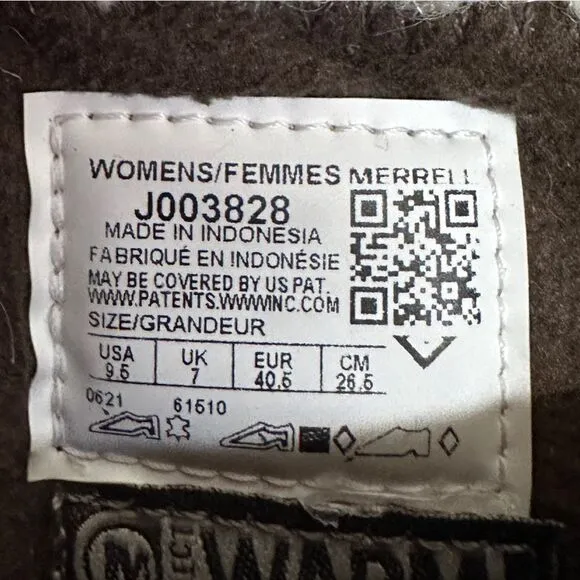 WOMENS/FEMMES MERRELL
J003828
MADE IN INDONESIA
FABRIQUÉ EN INDONÉSIE
MAY BE COVERED BY US PAT.
WWW.PATENTS.WWWINC.COM
SIZE/GRANDEUR
USA UK EUR CM
9.5 7 40.5 26.5
0621 61510
M